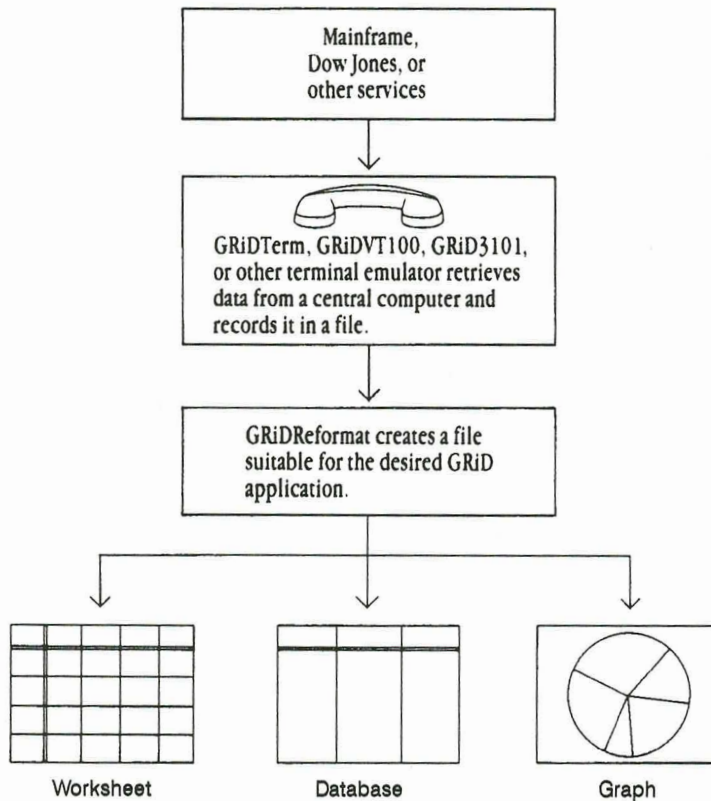 Mainframe,
Dow Jones, or
other services
GRiDTerm, GRiDVT100, GRiD3101,
or other terminal emulator retrieves
data from a central computer and
records it in a file.
GRiDReformat creates a file
suitable for the desired GRiD
application.
Worksheet
Database
Graph